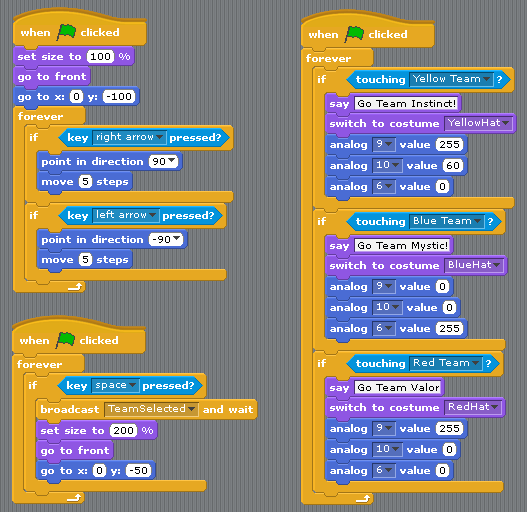 when clicked
set size to 100 %
go to front
go to x: 0 y: -100
forever
if key right arrow pressed?
point in direction 90
move 5 steps
if key left arrow pressed?
point in direction -90
move 5 steps
when clicked
forever
if key space pressed?
broadcast TeamSelected and wait
set size to 200 %
go to front
go to x: 0 y: -50
when clicked
forever
if touching Yellow Team ?
say Go Team Instinct!
switch to costume YellowHat
analog 9 value 255
analog 10 value 60
analog 6 value 0
if touching Blue Team ?
say Go Team Mystic!
switch to costume BlueHat
analog 9 value 0
analog 10 value 0
analog 6 value 255
if touching Red Team ?
say Go Team Valor
switch to costume RedHat
analog 9 value 255
analog 10 value 0
analog 6 value 0